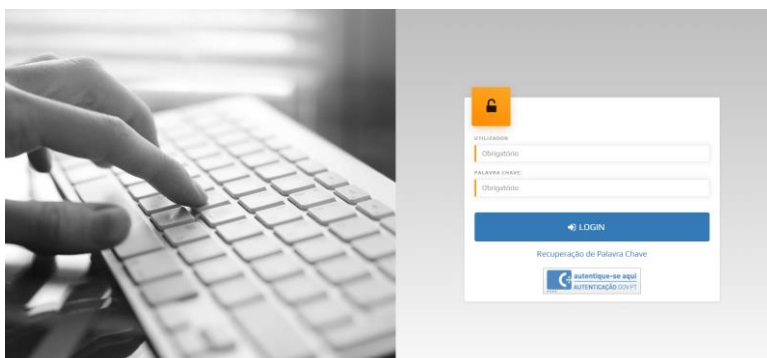 UTILIZADOR:
Obrigatório
PALAVRA CHAVE:
Obrigatório
LOGIN
Recuperação de Palavra Chave
autentique-se aqui
AUTENTICAÇÃO.GOV.PT